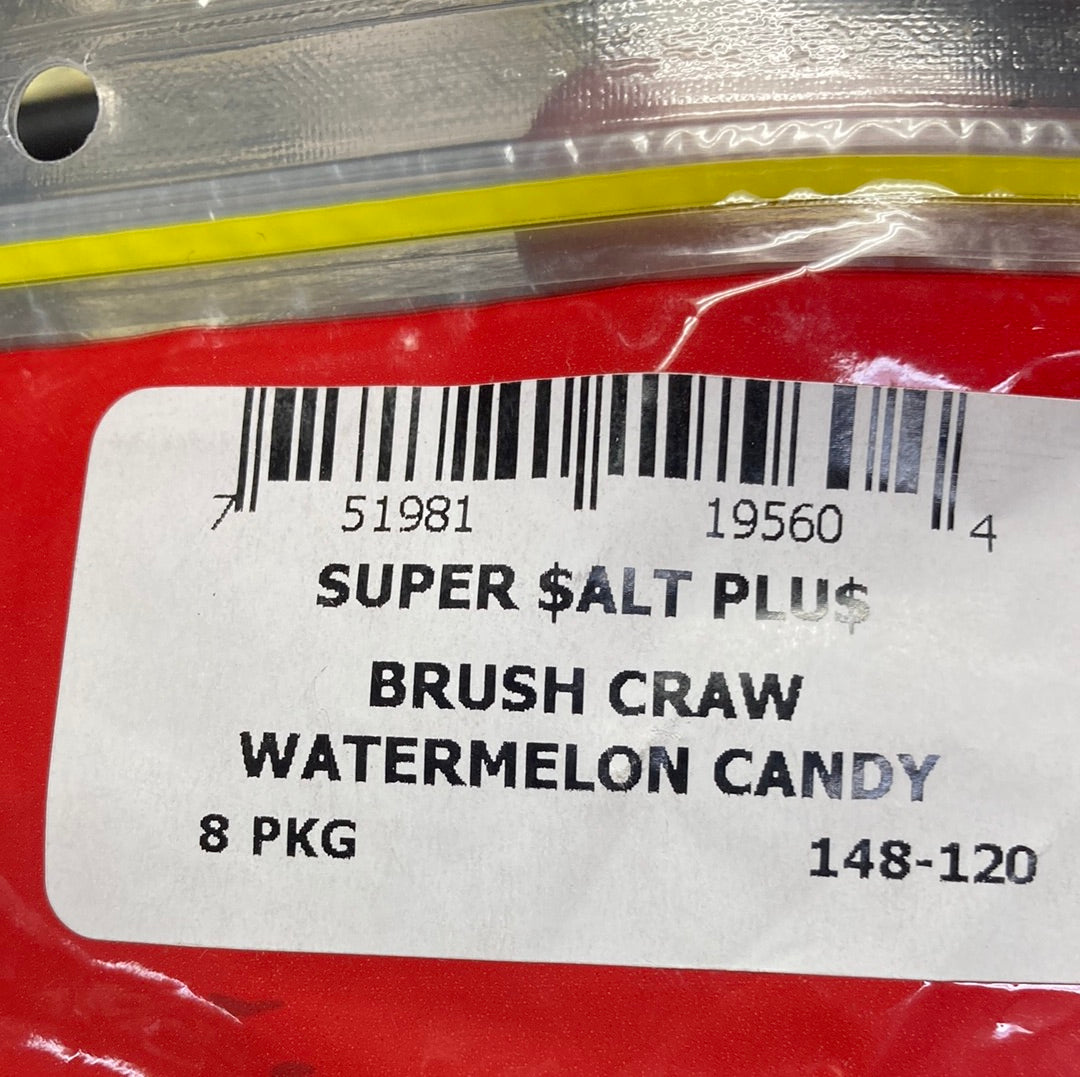 7 51981 19560 4
SUPER $ALT PLU$
BRUSH CRAW
WATERMELON CANDY
8 PKG 148-120